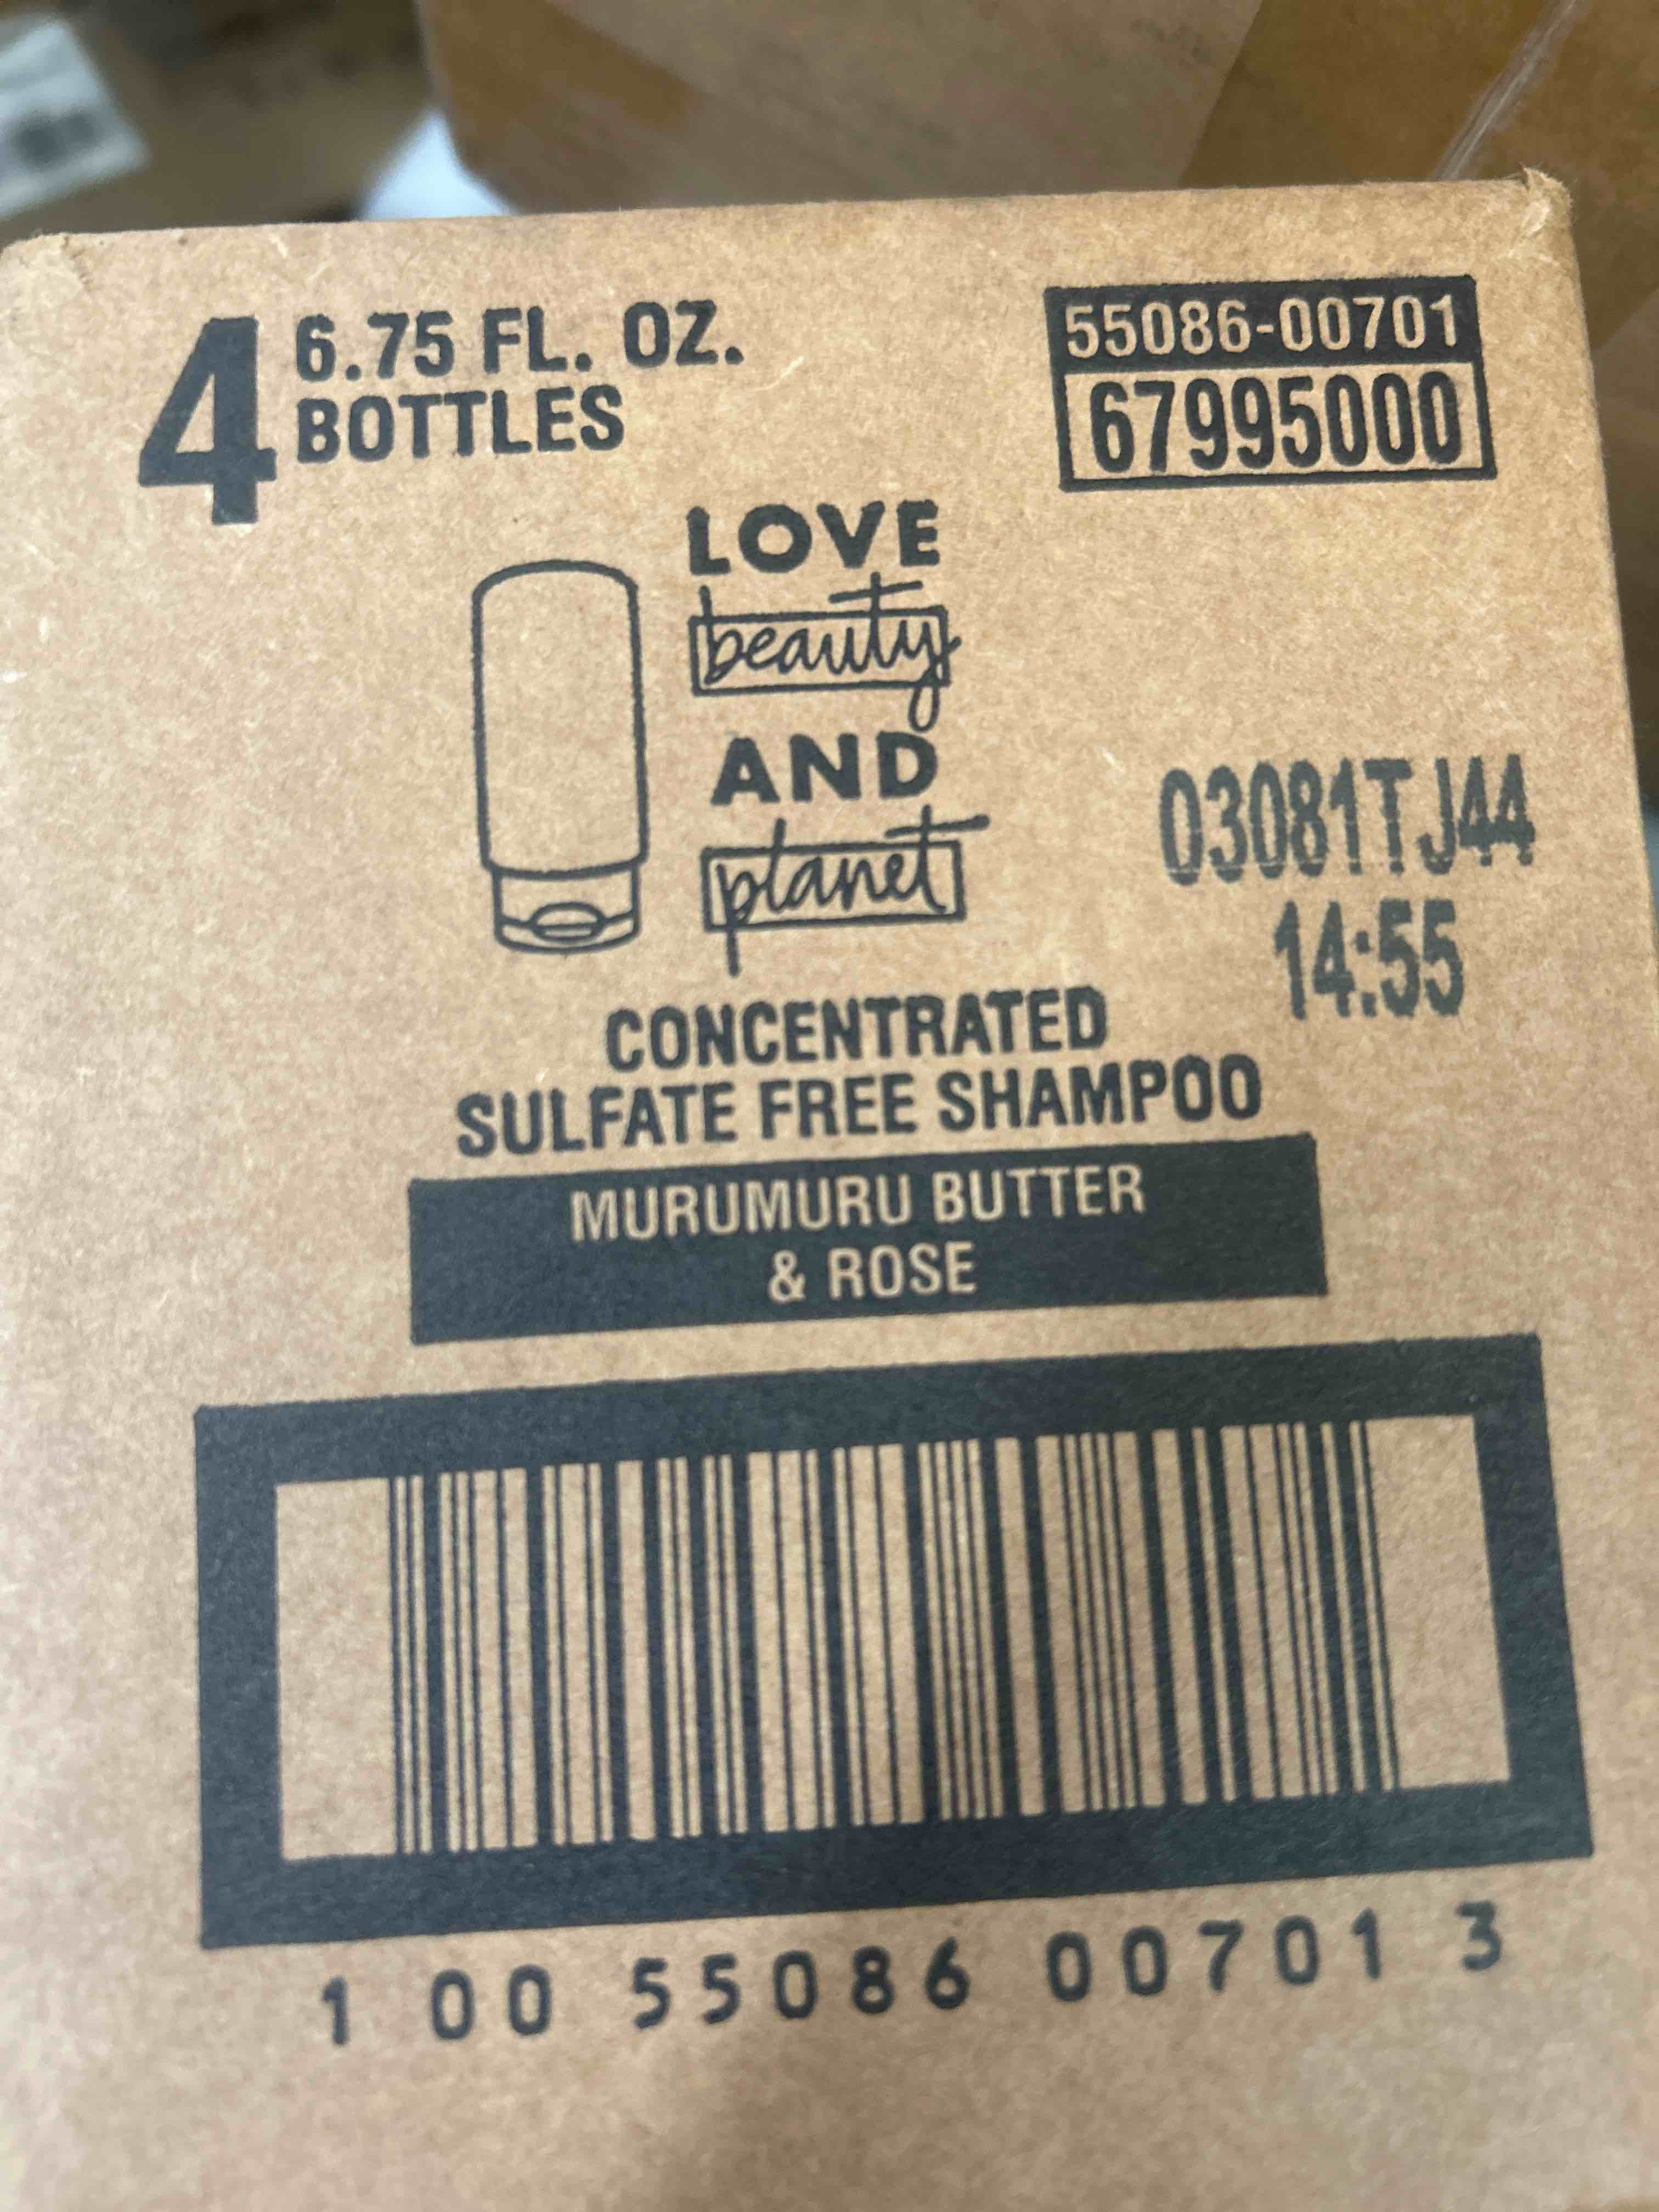 4 6.75 FL. OZ.
BOTTLES
55086-00701
67995000
LOVE
beauty
AND
planet
03081TJ44
14:55
CONCENTRATED
SULFATE FREE SHAMPOO
MURUMURU BUTTER
& ROSE
1 00 55086 00701 3